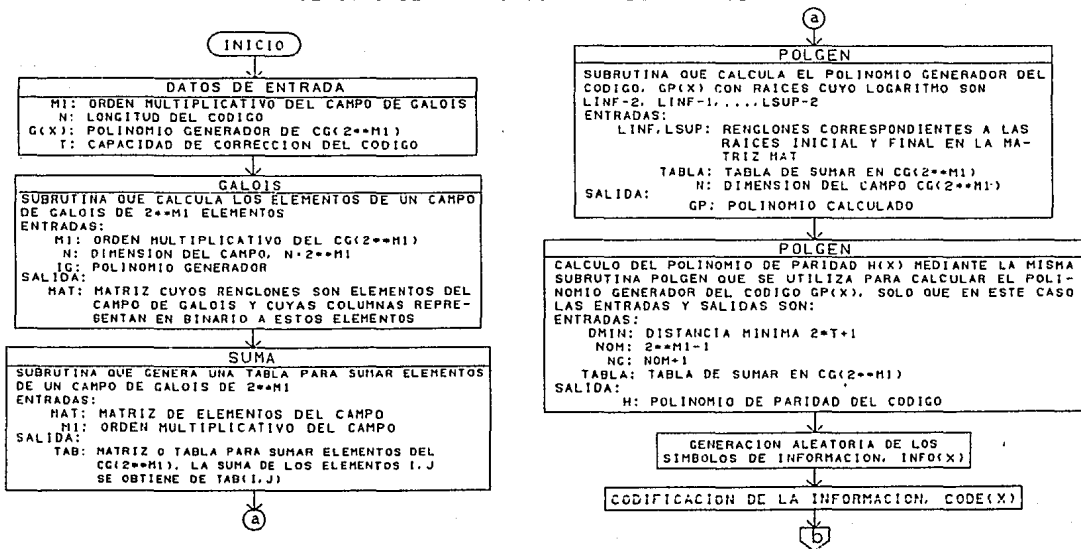 INICIO
DATOS DE ENTRADA
M1: ORDEN MULTIPLICATIVO DEL CAMPO DE GALOIS
N: LONGITUD DEL CODIGO
G(X): POLINOMIO GENERADOR DE CG(2**M1)
T: CAPACIDAD DE CORRECCION DEL CODIGO
GALOIS
SUBRUTINA QUE CALCULA LOS ELEMENTOS DE UN CAMPO
DE GALOIS DE 2**M1 ELEMENTOS
ENTRADAS:
M1: ORDEN MULTIPLICATIVO DEL CG(2**M1)
N: DIMENSION DEL CAMPO, N=2**M1
IG: POLINOMIO GENERADOR
SALIDA:
MAT: MATRIZ CUYOS RENGLONES SON ELEMENTOS DEL
CAMPO DE GALOIS Y CUYAS COLUMNAS REPRE-
SENTAN EN BINARIO A ESTOS ELEMENTOS
SUMA
SUBRUTINA QUE GENERA UNA TABLA PARA SUMAR ELEMENTOS
DE UN CAMPO DE GALOIS DE 2**M1
ENTRADAS:
MAT: MATRIZ DE ELEMENTOS DEL CAMPO
M1: ORDEN MULTIPLICATIVO DEL CAMPO
SALIDA:
TAB: MATRIZ O TABLA PARA SUMAR ELEMENTOS DEL
CG(2**M1). LA SUMA DE LOS ELEMENTOS I,J
SE OBTIENE DE TAB(I,J)
a
a
POLGEN
SUBRUTINA QUE CALCULA EL POLINOMIO GENERADOR DEL
CODIGO, GP(X) CON RAICES CUYO LOGARITMO SON
LINF-2, LINF-1,....LSUP-2
ENTRADAS:
LINF,LSUP: RENGLONES CORRESPONDIENTES A LAS
RAICES INICIAL Y FINAL EN LA MA-
TRIZ MAT
TABLA: TABLA DE SUMAR EN CG(2**M1)
N: DIMENSION DEL CAMPO CG(2**M1)
SALIDA:
GP: POLINOMIO CALCULADO
POLGEN
CALCULO DEL POLINOMIO DE PARIDAD H(X) MEDIANTE LA MISMA
SUBRUTINA POLGEN QUE SE UTILIZA PARA CALCULAR EL POLI-
NOMIO GENERADOR DEL CODIGO GP(X), SOLO QUE EN ESTE CASO
LAS ENTRADAS Y SALIDAS SON:
ENTRADAS:
DMIN: DISTANCIA MINIMA 2*T+1
NOM: 2**M1-1
NC: NOM+1
TABLA: TABLA DE SUMAR EN CG(2**M1)
SALIDA:
H: POLINOMIO DE PARIDAD DEL CODIGO
GENERACION ALEATORIA DE LOS
SIMBOLOS DE INFORMACION, INFO(X)
CODIFICACION DE LA INFORMACION, CODE(X)
b